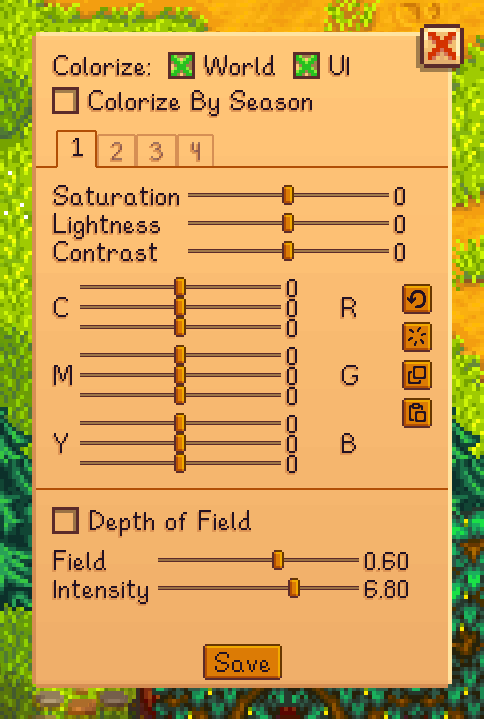 Colorize: World UI
Colorize By Season
1 2 3 4
Saturation 0
Lightness 0
Contrast 0
0
C 0 R
0
0
M 0 G
0
0
Y 0 B
0
Depth of Field
Field 0.60
Intensity 6.80
Save